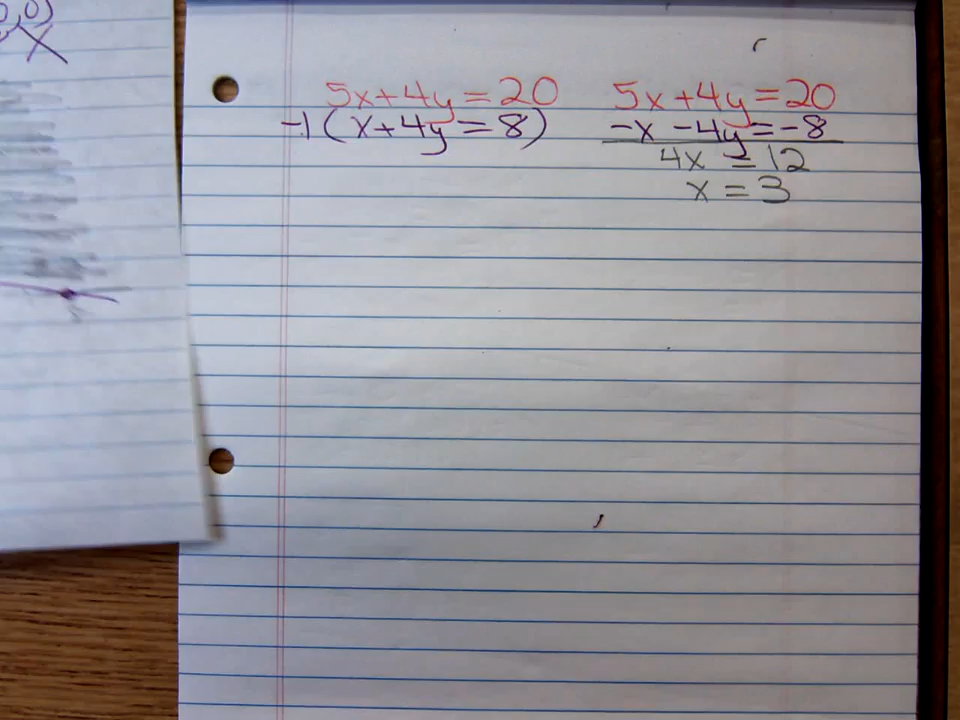 5x+4y=20
-1(x+4y=8)
5x+4y=20
-x-4y=-8
4x=12
x=3
x